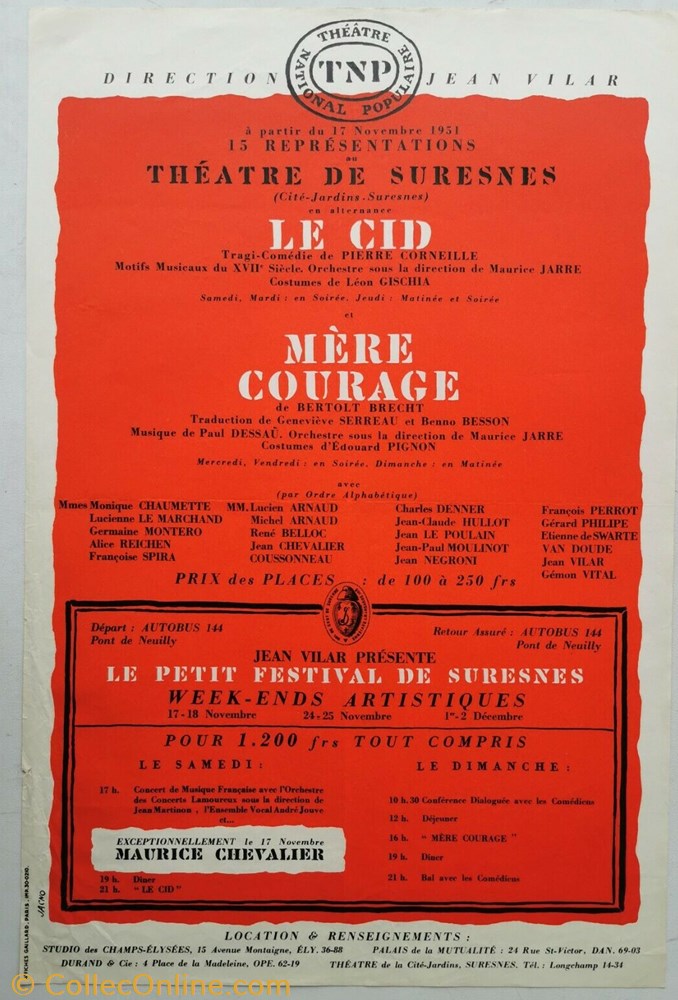 THÉÂTRE
NATIONAL POPULAIRE
TNP
DIRECTION JEAN VILAR
à partir du 17 Novembre 1951
15 REPRÉSENTATIONS
au
THÉATRE DE SURESNES
(Cité-Jardins-Suresnes)
en alternance
LE CID
Tragi-Comédie de PIERRE CORNEILLE
Motifs Musicaux du XVIIe Siècle. Orchestre sous la direction de Maurice JARRE
Costumes de Léon GISCHIA
Samedi, Mardi : en Soirée. Jeudi : Matinée et Soirée
et
MÈRE
COURAGE
de BERTOLT BRECHT
Traduction de Geneviève SERREAU et Benno BESSON
Musique de Paul DESSAÜ. Orchestre sous la direction de Maurice JARRE
Costumes d'Édouard PIGNON
Mercredi, Vendredi : en Soirée. Dimanche : en Matinée
avec
(par Ordre Alphabétique)
Mmes Monique CHAUMETTE MM. Lucien ARNAUD Charles DENNER François PERROT
Lucienne LE MARCHAND Michel ARNAUD Jean-Claude HULLOT Gérard PHILIPE
Germaine MONTERO René BELLOC Jean LE POULAIN Etienne de SWARTE
Alice REICHEN Jean CHEVALIER Jean-Paul MOULINOT VAN DOUDE
Françoise SPIRA COUSSONNEAU Jean NEGRONI Jean VILAR
Gémon VITAL
PRIX des PLACES : de 100 à 250 frs
Départ : AUTOBUS 144
Pont de Neuilly
Retour Assuré : AUTOBUS 144
Pont de Neuilly
JEAN VILAR PRÉSENTE
LE PETIT FESTIVAL DE SURESNES
WEEK-ENDS ARTISTIQUES
17-18 Novembre 24-25 Novembre 1er-2 Décembre
POUR 1.200 frs TOUT COMPRIS
LE SAMEDI :
17 h. Concert de Musique Française avec l'Orchestre
des Concerts Lamoureux sous la direction de
Jean Martinon, l'Ensemble Vocal André Jouve
et...
EXCEPTIONNELLEMENT le 17 Novembre
MAURICE CHEVALIER
19 h. Dîner
21 h. "LE CID"
LE DIMANCHE :
10 h. 30 Conférence Dialoguée avec les Comédiens
12 h. Déjeuner
16 h. "MÈRE COURAGE"
19 h. Dîner
21 h. Bal avec les Comédiens
LOCATION & RENSEIGNEMENTS :
STUDIO des CHAMPS-ÉLYSÉES, 15 Avenue Montaigne, ÉLY. 36-88 PALAIS de la MUTUALITÉ : 24 Rue St-Victor, DAN. 69-03
DURAND & Cie : 4 Place de la Madeleine, OPE. 62-19 THÉATRE de la Cité-Jardins, SURESNES. Tél. : Longchamp 14-34
JACNO
AFFICHES GAILLARD, PARIS
© CollecOnline.com